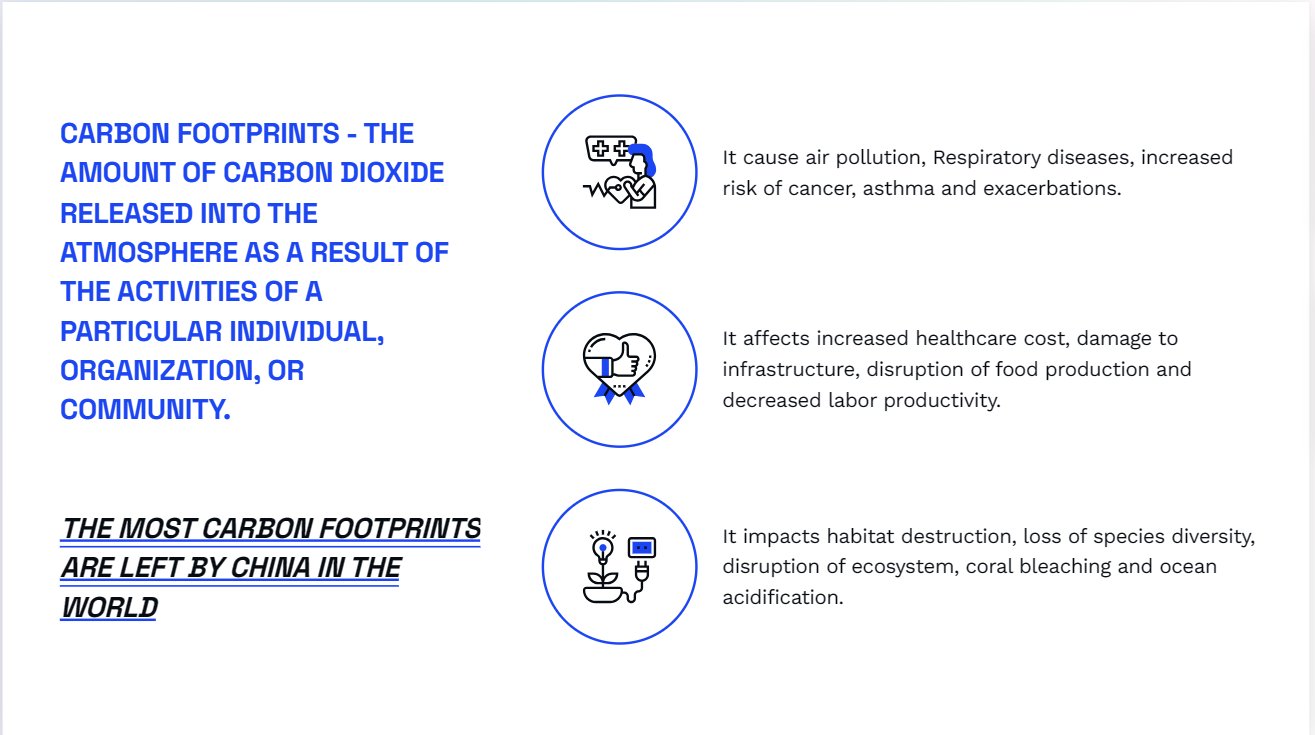 CARBON FOOTPRINTS - THE
AMOUNT OF CARBON DIOXIDE
RELEASED INTO THE
ATMOSPHERE AS A RESULT OF
THE ACTIVITIES OF A
PARTICULAR INDIVIDUAL,
ORGANIZATION, OR
COMMUNITY.
THE MOST CARBON FOOTPRINTS
ARE LEFT BY CHINA IN THE
WORLD
It cause air pollution, Respiratory diseases, increased
risk of cancer, asthma and exacerbations.
It affects increased healthcare cost, damage to
infrastructure, disruption of food production and
decreased labor productivity.
It impacts habitat destruction, loss of species diversity,
disruption of ecosystem, coral bleaching and ocean
acidification.